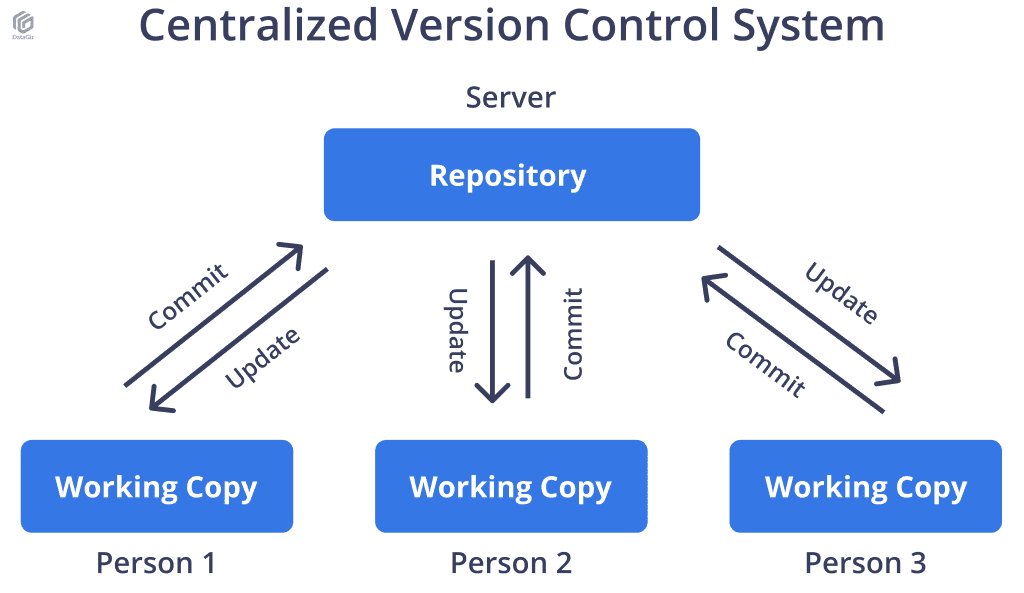 Centralized Version Control System
DataGiz
Server
Repository
Commit
Update
Update
Commit
Update
Commit
Working Copy
Working Copy
Working Copy
Person 1
Person 2
Person 3